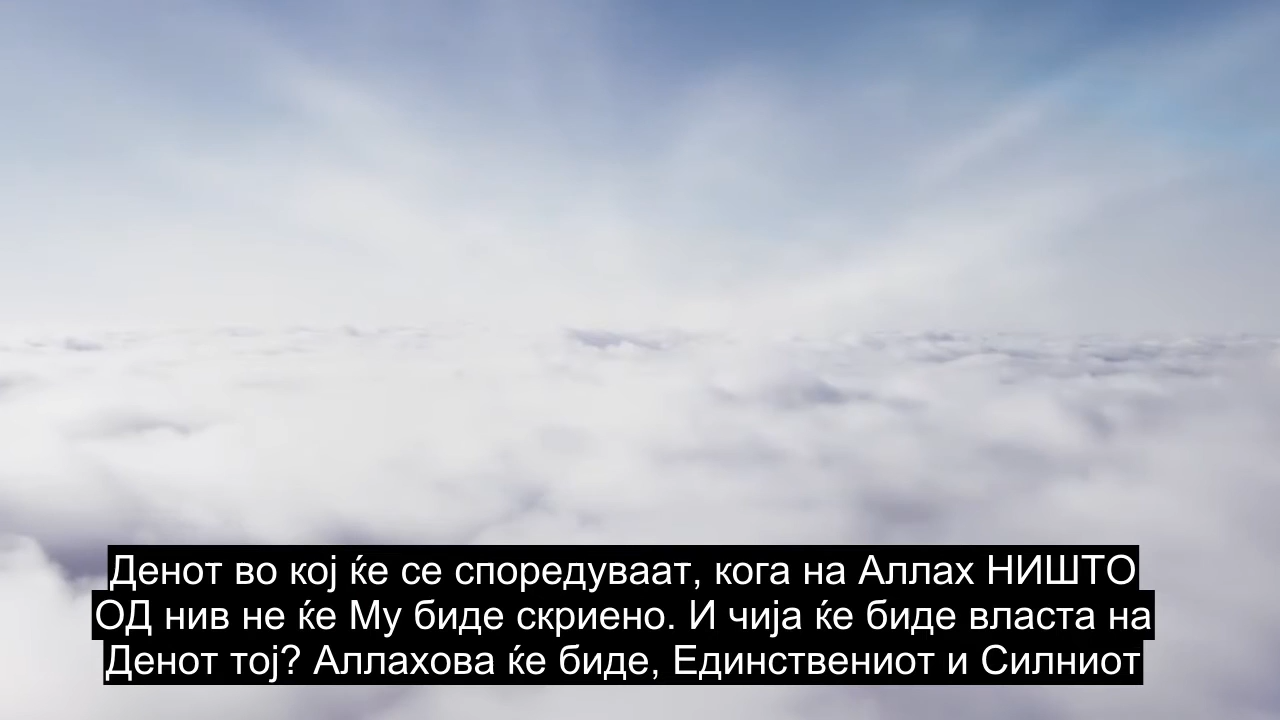 Денот во кој ќе се споредуваат, кога на Аллах НИШТО
ОД нив не ќе Му биде скриено. И чија ќе биде власта на
Денот тој? Аллахова ќе биде, Единствениот и Силниот